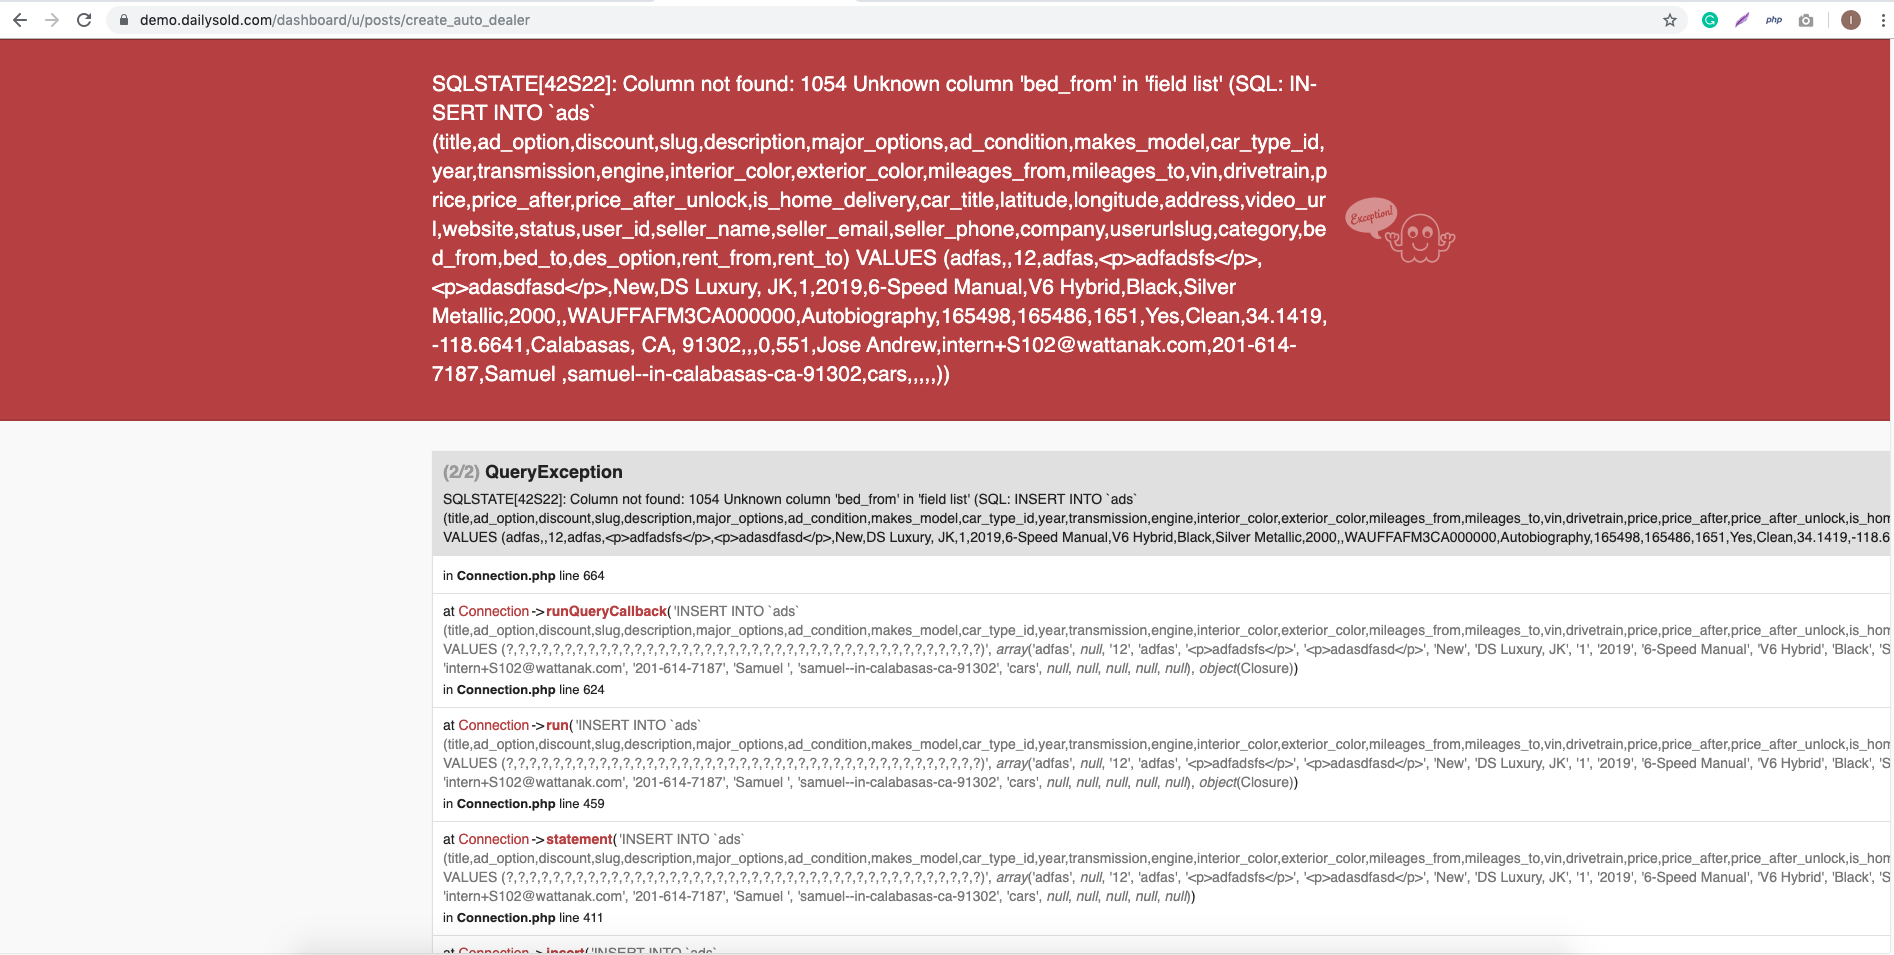 demo.dailysold.com/dashboard/u/posts/create_auto_dealer
php
I
SQLSTATE[42S22]: Column not found: 1054 Unknown column 'bed_from' in 'field list' (SQL: IN-
SERT INTO `ads`
(title,ad_option,discount,slug,description,major_options,ad_condition,makes_model,car_type_id,
year,transmission,engine,interior_color,exterior_color,mileages_from,mileages_to,vin,drivetrain,p
rice,price_after,price_after_unlock,is_home_delivery,car_title,latitude,longitude,address,video_ur
l,website,status,user_id,seller_name,seller_email,seller_phone,company,userurlslug,category,be
d_from,bed_to,des_option,rent_from,rent_to) VALUES (adfas,,12,adfas,<p>adfadsfs</p>,
<p>adasdfasd</p>,New,DS Luxury, JK,1,2019,6-Speed Manual,V6 Hybrid,Black,Silver
Metallic,2000,,WAUFFAFM3CA000000,Autobiography,165498,165486,1651,Yes,Clean,34.1419,
-118.6641,Calabasas, CA, 91302,,,0,551,Jose Andrew,intern+S102@wattanak.com,201-614-
7187,Samuel ,samuel--in-calabasas-ca-91302,cars,,,,,))
Exception!
(2/2) QueryException
SQLSTATE[42S22]: Column not found: 1054 Unknown column 'bed_from' in 'field list' (SQL: INSERT INTO `ads`
(title,ad_option,discount,slug,description,major_options,ad_condition,makes_model,car_type_id,year,transmission,engine,interior_color,exterior_color,mileages_from,mileages_to,vin,drivetrain,price,price_after,price_after_unlock,is_hom
VALUES (adfas,,12,adfas,<p>adfadsfs</p>,<p>adasdfasd</p>,New,DS Luxury, JK,1,2019,6-Speed Manual,V6 Hybrid,Black,Silver Metallic,2000,,WAUFFAFM3CA000000,Autobiography,165498,165486,1651,Yes,Clean,34.1419,-118.6
in Connection.php line 664
at Connection->runQueryCallback('INSERT INTO `ads`
(title,ad_option,discount,slug,description,major_options,ad_condition,makes_model,car_type_id,year,transmission,engine,interior_color,exterior_color,mileages_from,mileages_to,vin,drivetrain,price,price_after,price_after_unlock,is_hom
VALUES (?,?,?,?,?,?,?,?,?,?,?,?,?,?,?,?,?,?,?,?,?,?,?,?,?,?,?,?,?,?,?,?,?,?,?,?,?,?,?,?,?)', array('adfas', null, '12', 'adfas', '<p>adfadsfs</p>', '<p>adasdfasd</p>', 'New', 'DS Luxury, JK', '1', '2019', '6-Speed Manual', 'V6 Hybrid', 'Black', 'S
'intern+S102@wattanak.com', '201-614-7187', 'Samuel ', 'samuel--in-calabasas-ca-91302', 'cars', null, null, null, null, null), object(Closure))
in Connection.php line 624
at Connection->run('INSERT INTO `ads`
(title,ad_option,discount,slug,description,major_options,ad_condition,makes_model,car_type_id,year,transmission,engine,interior_color,exterior_color,mileages_from,mileages_to,vin,drivetrain,price,price_after,price_after_unlock,is_hom
VALUES (?,?,?,?,?,?,?,?,?,?,?,?,?,?,?,?,?,?,?,?,?,?,?,?,?,?,?,?,?,?,?,?,?,?,?,?,?,?,?,?,?)', array('adfas', null, '12', 'adfas', '<p>adfadsfs</p>', '<p>adasdfasd</p>', 'New', 'DS Luxury, JK', '1', '2019', '6-Speed Manual', 'V6 Hybrid', 'Black', 'S
'intern+S102@wattanak.com', '201-614-7187', 'Samuel ', 'samuel--in-calabasas-ca-91302', 'cars', null, null, null, null, null), object(Closure))
in Connection.php line 459
at Connection->statement('INSERT INTO `ads`
(title,ad_option,discount,slug,description,major_options,ad_condition,makes_model,car_type_id,year,transmission,engine,interior_color,exterior_color,mileages_from,mileages_to,vin,drivetrain,price,price_after,price_after_unlock,is_hom
VALUES (?,?,?,?,?,?,?,?,?,?,?,?,?,?,?,?,?,?,?,?,?,?,?,?,?,?,?,?,?,?,?,?,?,?,?,?,?,?,?,?,?)', array('adfas', null, '12', 'adfas', '<p>adfadsfs</p>', '<p>adasdfasd</p>', 'New', 'DS Luxury, JK', '1', '2019', '6-Speed Manual', 'V6 Hybrid', 'Black', 'S
'intern+S102@wattanak.com', '201-614-7187', 'Samuel ', 'samuel--in-calabasas-ca-91302', 'cars', null, null, null, null, null))
in Connection.php line 411
at Connection->insert('INSERT INTO `ads`